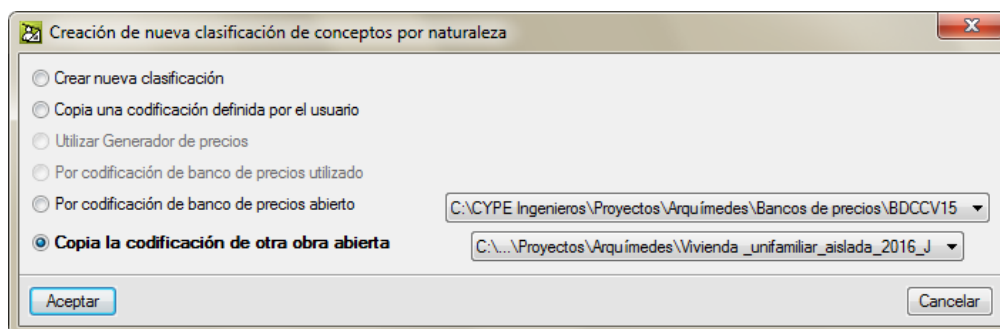 Creación de nueva clasificación de conceptos por naturaleza
Crear nueva clasificación
Copia una codificación definida por el usuario
Utilizar Generador de precios
Por codificación de banco de precios utilizado
Por codificación de banco de precios abierto C:\CYPE Ingenieros\Proyectos\Arquímedes\Bancos de precios\BDCCV15
Copia la codificación de otra obra abierta C:\...\Proyectos\Arquímedes\Vivienda _unifamiliar_aislada_2016_J
Aceptar Cancelar